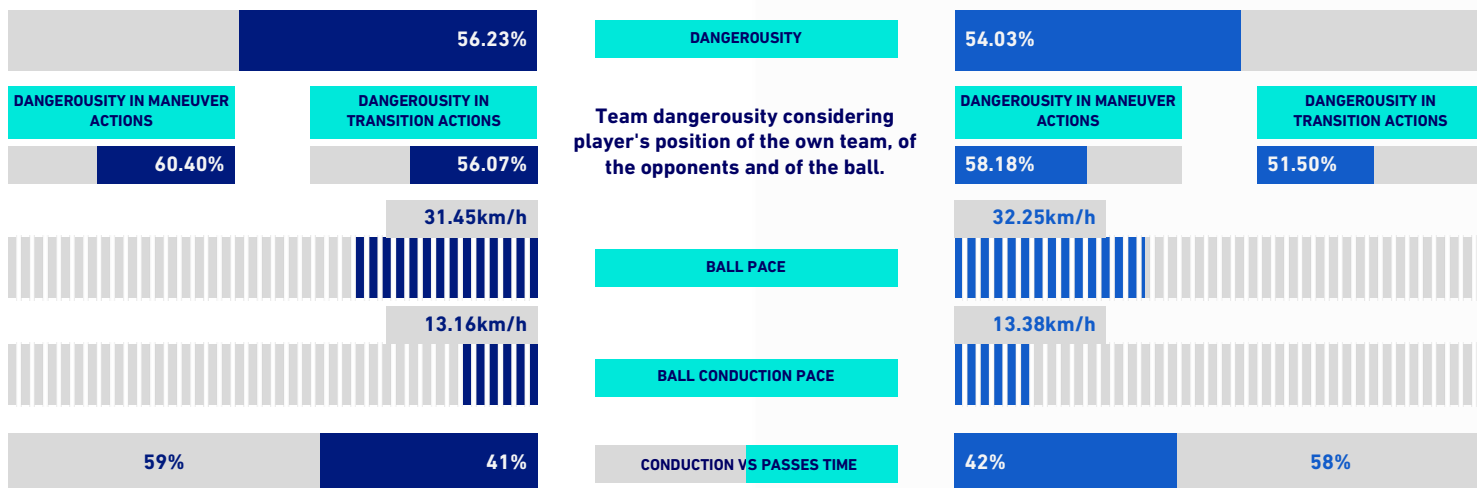 56.23%
DANGEROUSITY
54.03%
DANGEROUSITY IN MANEUVER
ACTIONS
DANGEROUSITY IN
TRANSITION ACTIONS
60.40%
56.07%
Team dangerousity considering
player's position of the own team, of
the opponents and of the ball.
DANGEROUSITY IN MANEUVER
ACTIONS
DANGEROUSITY IN
TRANSITION ACTIONS
58.18%
51.50%
31.45km/h
BALL PACE
32.25km/h
13.16km/h
BALL CONDUCTION PACE
13.38km/h
59%
41%
CONDUCTION VS PASSES TIME
42%
58%